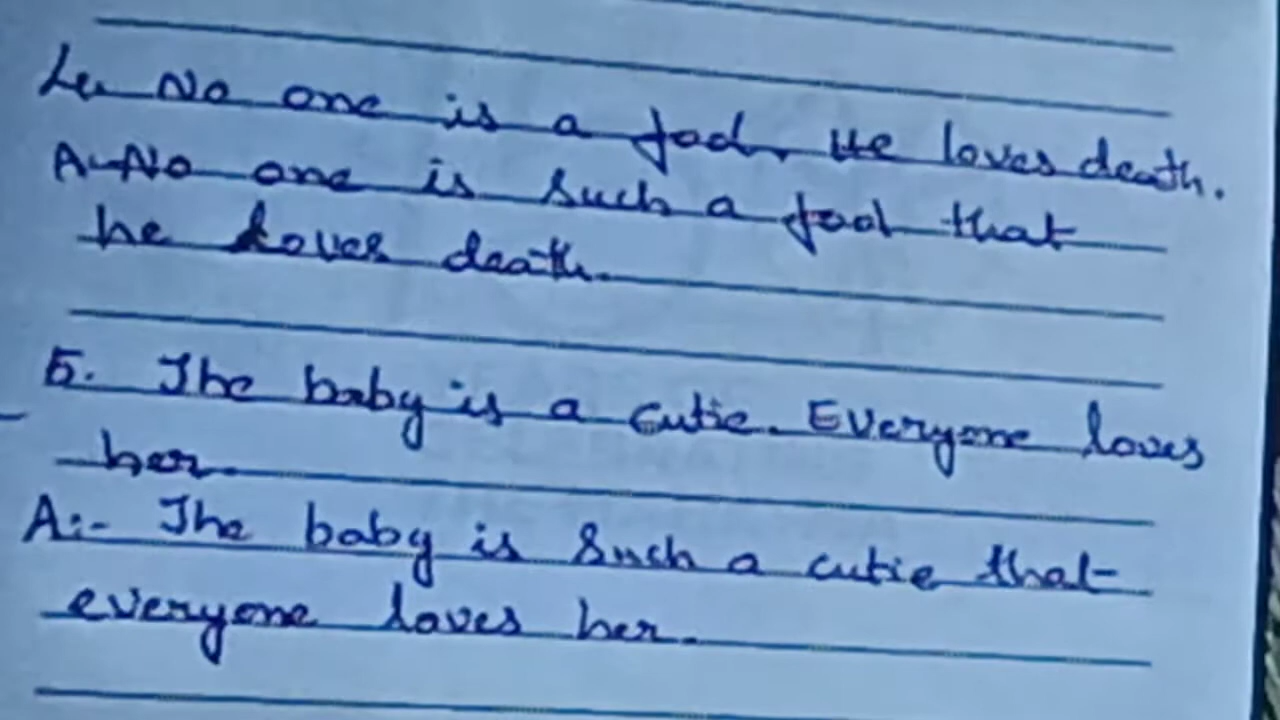 4. No one is a fool. He loves death.
A:-No one is such a fool that
he loves death.
5. The baby is a cutie. Everyone loves
her.
A:- The baby is such a cutie that
everyone loves her.